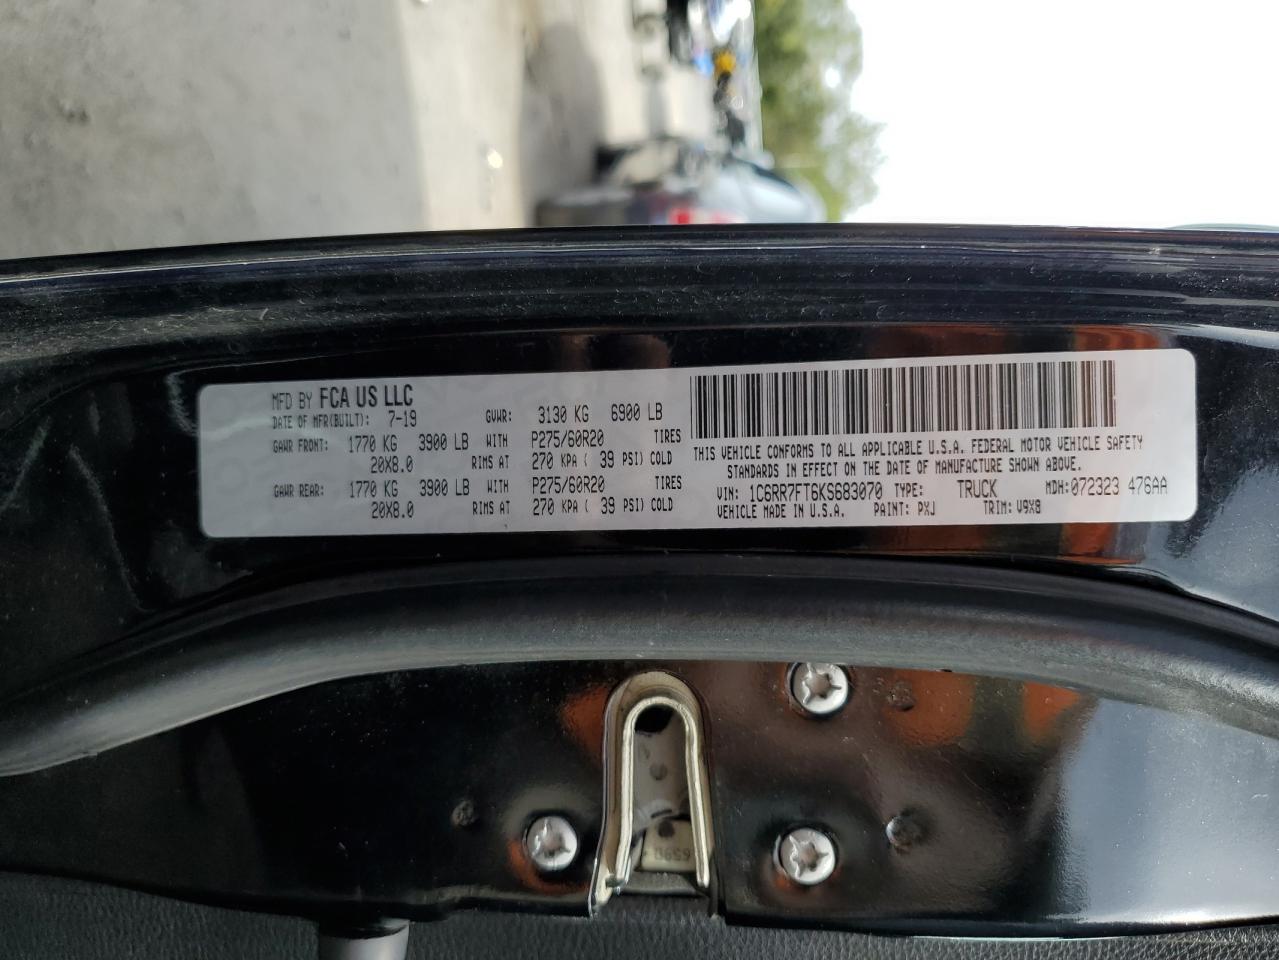 MFD BY FCA US LLC
DATE OF MFR(BUILT): 7-19 GVWR: 3130 KG 6900 LB
GAWR FRONT: 1770 KG 3900 LB WITH P275/60R20 TIRES
20X8.0 RIMS AT 270 KPA ( 39 PSI) COLD
GAWR REAR: 1770 KG 3900 LB WITH P275/60R20 TIRES
20X8.0 RIMS AT 270 KPA ( 39 PSI) COLD
THIS VEHICLE CONFORMS TO ALL APPLICABLE U.S.A. FEDERAL MOTOR VEHICLE SAFETY
STANDARDS IN EFFECT ON THE DATE OF MANUFACTURE SHOWN ABOVE.
VIN: 1C6RR7FT6KS683070 TYPE: TRUCK MDH:072323 476AA
VEHICLE MADE IN U.S.A. PAINT: PXJ TRIM: V9X8